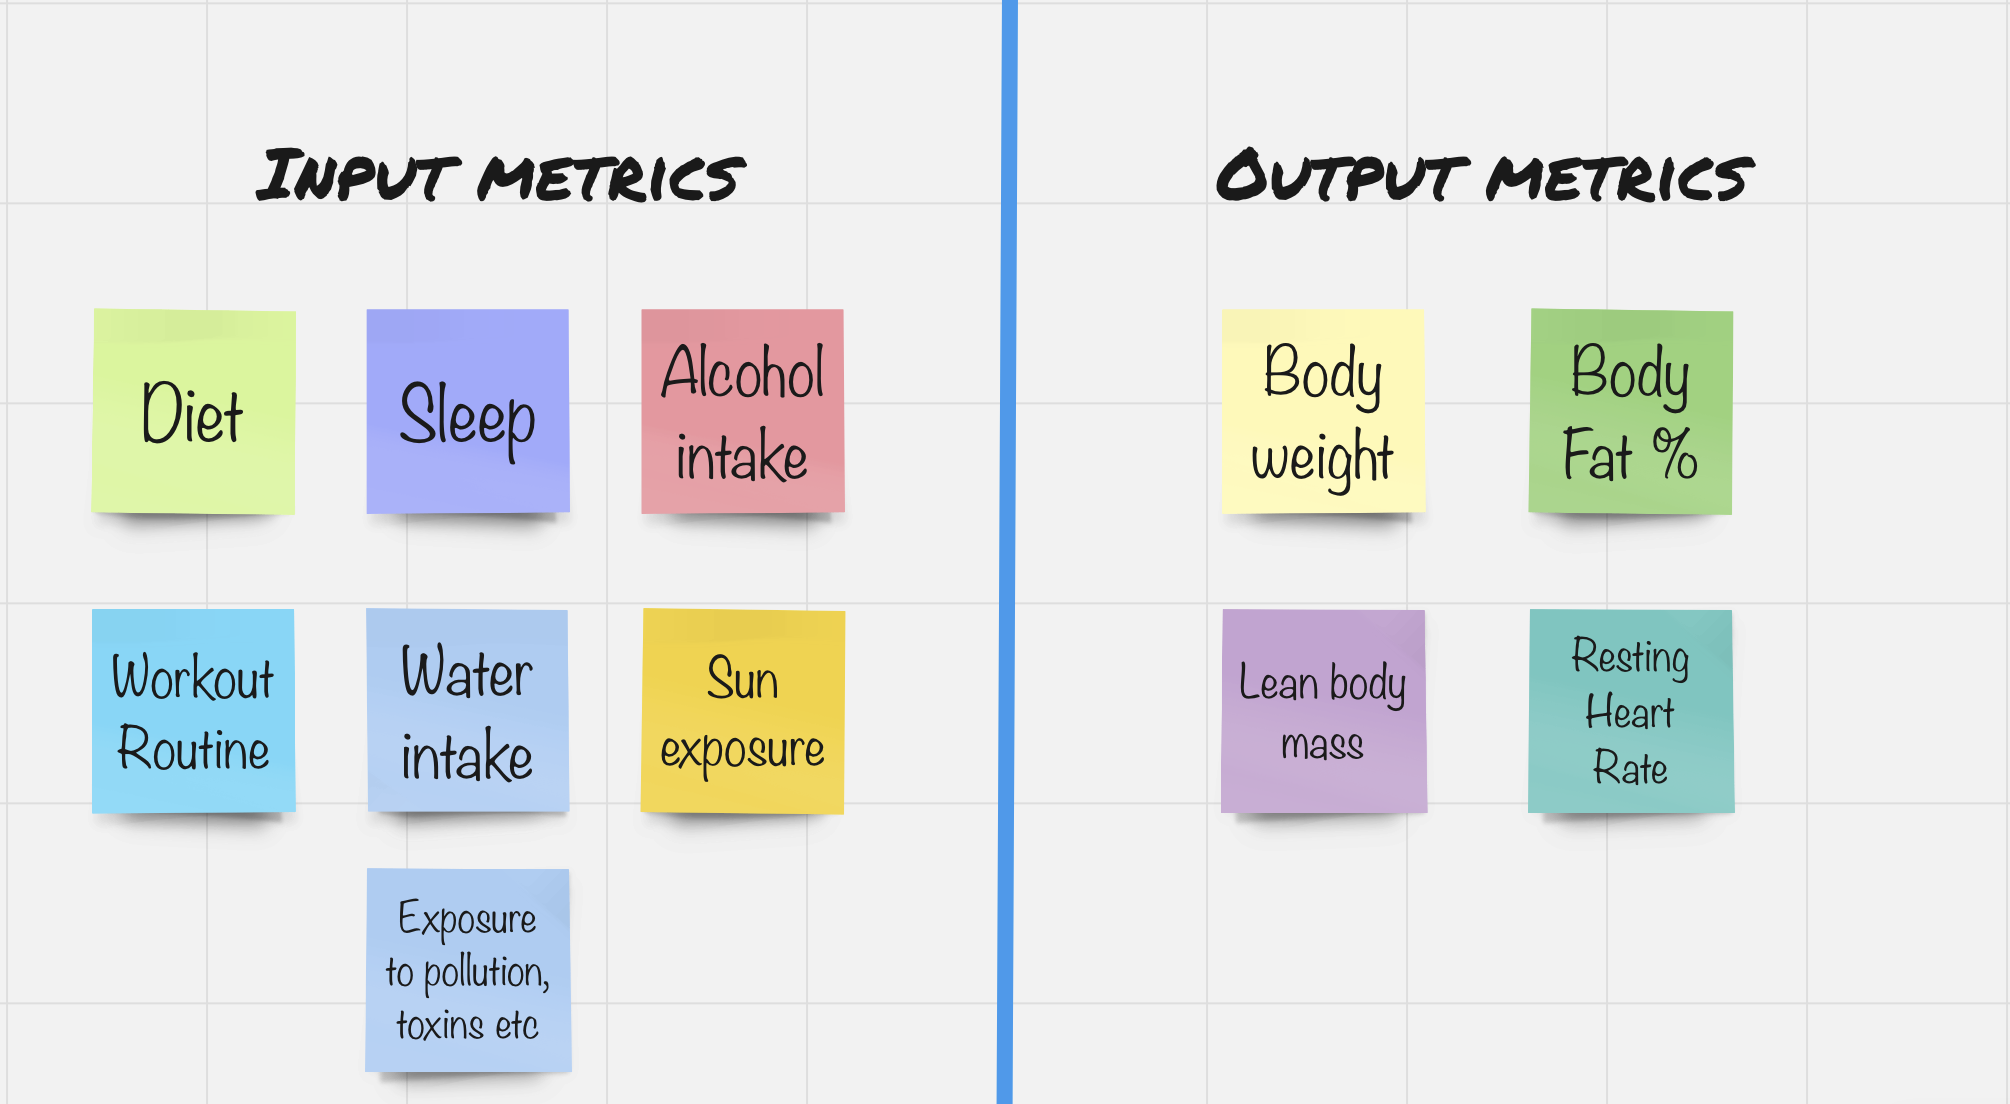 Input metrics
Output metrics
Diet
Sleep
Alcohol
intake
Workout
Routine
Water
intake
Sun
exposure
Exposure
to pollution,
toxins etc
Body
weight
Body
Fat %
Lean body
mass
Resting
Heart
Rate